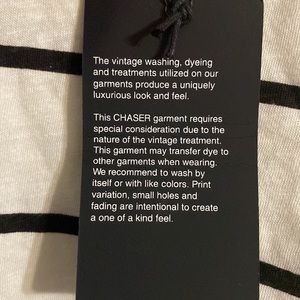 The vintage washing, dyeing
and treatments utilized on our
garments produce a uniquely
luxurious look and feel.
This CHASER garment requires
special consideration due to the
nature of the vintage treatment.
This garment may transfer dye to
other garments when wearing.
We recommend to wash by
itself or with like colors. Print
variation, small holes and
fading are intentional to create
a one of a kind feel.